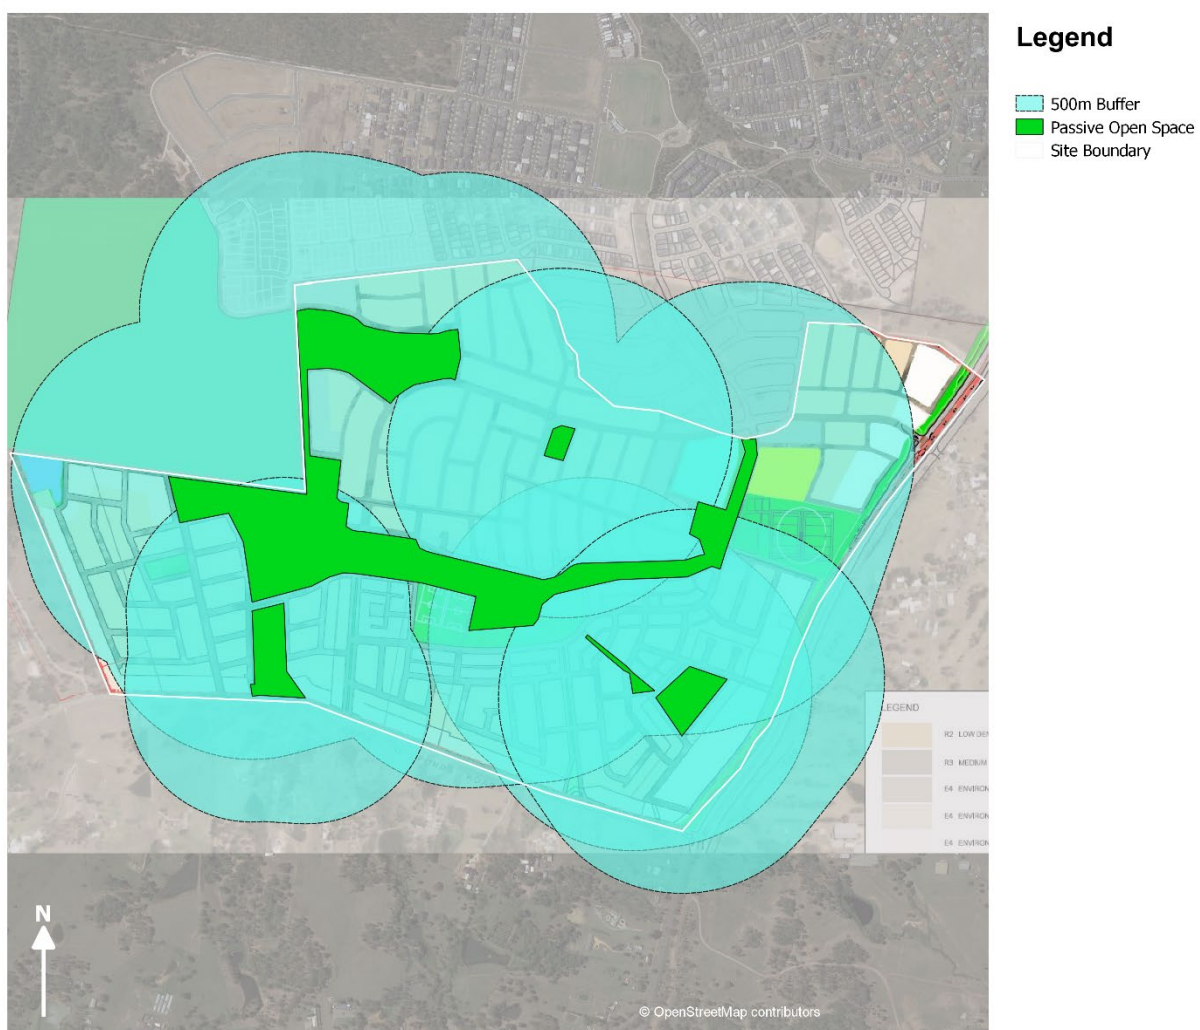 Legend
500m Buffer
Passive Open Space
Site Boundary
LEGEND
R2 LOW DEN
R3 MEDIUM
E4 ENVIRON
E4 ENVIRON
E4 ENVIRON
N
© OpenStreetMap contributors